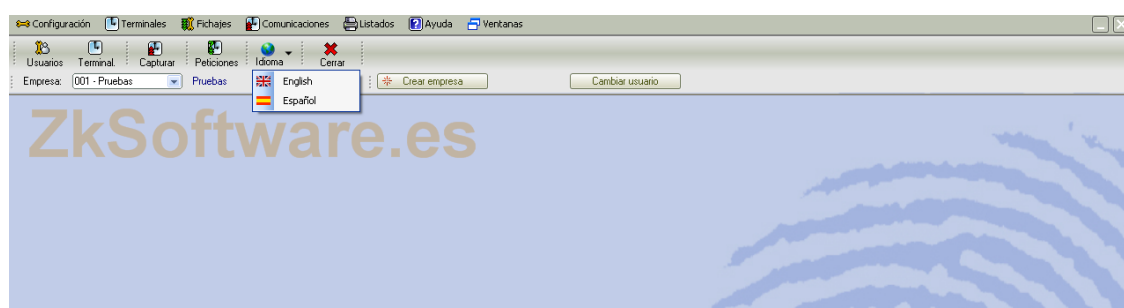 Configuración Terminales Fichajes Comunicaciones Listados Ayuda Ventanas
Usuarios Terminal. Capturar Peticiones Idioma Cerrar
Empresa: 001 - Pruebas Pruebas Crear empresa Cambiar usuario
English
Español
ZkSoftware.es